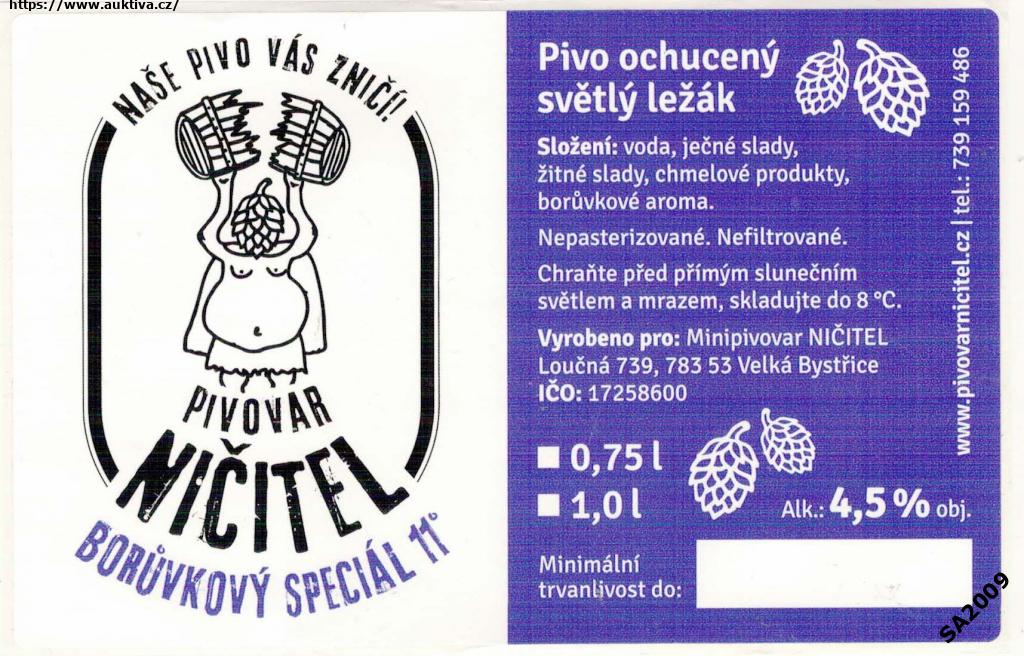 https://www.auktiva.cz/
NAŠE PIVO VÁS ZNIČÍ!
PIVOVAR
NIČITEL
BORŮVKOVÝ SPECIÁL 11°
Pivo ochucený
světlý ležák
Složení: voda, ječné slady,
žitné slady, chmelové produkty,
borůvkové aroma.
Nepasterizované. Nefiltrované.
Chraňte před přímým slunečním
světlem a mrazem, skladujte do 8 °C.
Vyrobeno pro: Minipivovar NIČITEL
Loučná 739, 783 53 Velká Bystřice
IČO: 17258600
0,75 l
1,0 l
Alk.: 4,5 % obj.
Minimální
trvanlivost do:
www.pivovarnicitel.cz | tel.: 739 159 486
SA2009